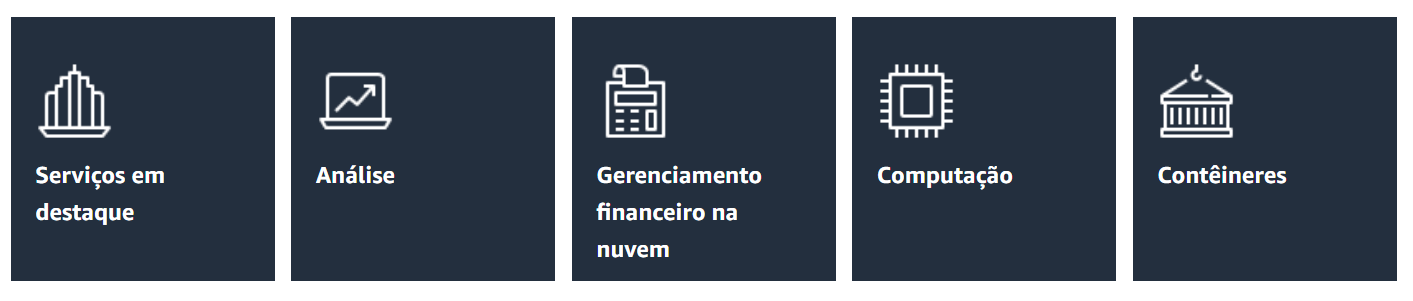 Serviços em
destaque
Análise
Gerenciamento
financeiro na
nuvem
Computação
Contêineres